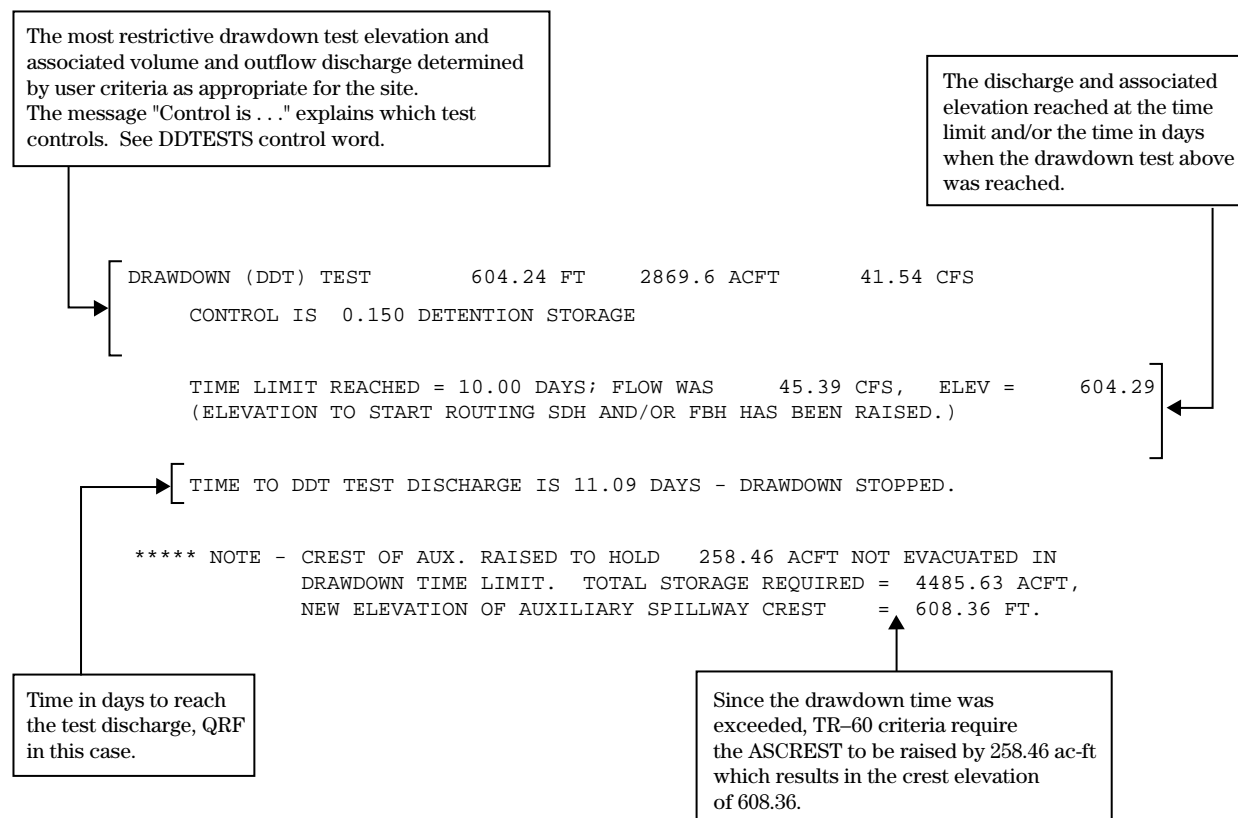 The most restrictive drawdown test elevation and
associated volume and outflow discharge determined
by user criteria as appropriate for the site.
The message "Control is . . ." explains which test
controls. See DDTESTS control word.
The discharge and associated
elevation reached at the time
limit and/or the time in days
when the drawdown test above
was reached.
DRAWDOWN (DDT) TEST 604.24 FT 2869.6 ACFT 41.54 CFS
CONTROL IS 0.150 DETENTION STORAGE
TIME LIMIT REACHED = 10.00 DAYS; FLOW WAS 45.39 CFS, ELEV = 604.29
(ELEVATION TO START ROUTING SDH AND/OR FBH HAS BEEN RAISED.)
TIME TO DDT TEST DISCHARGE IS 11.09 DAYS - DRAWDOWN STOPPED.
***** NOTE - CREST OF AUX. RAISED TO HOLD 258.46 ACFT NOT EVACUATED IN
DRAWDOWN TIME LIMIT. TOTAL STORAGE REQUIRED = 4485.63 ACFT,
NEW ELEVATION OF AUXILIARY SPILLWAY CREST = 608.36 FT.
Time in days to reach
the test discharge, QRF
in this case.
Since the drawdown time was
exceeded, TR–60 criteria require
the ASCREST to be raised by 258.46 ac-ft
which results in the crest elevation
of 608.36.